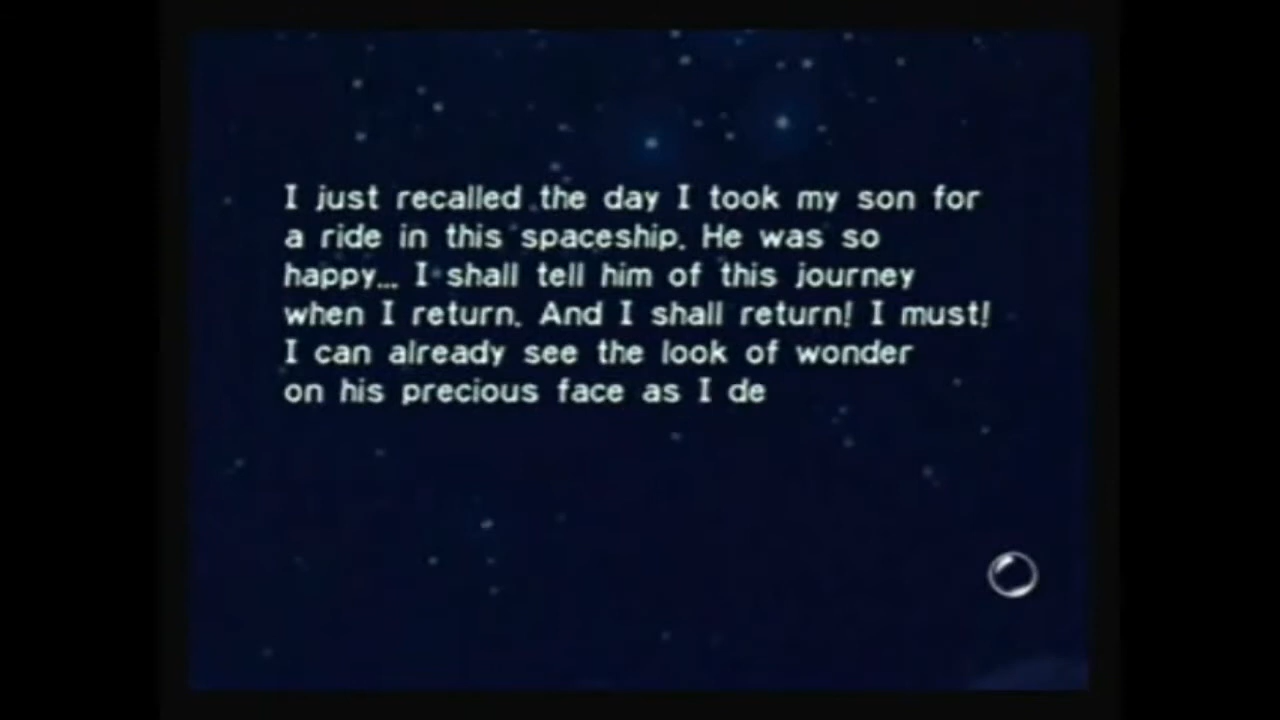 I just recalled the day I took my son for
a ride in this spaceship. He was so
happy... I shall tell him of this journey
when I return. And I shall return! I must!
I can already see the look of wonder
on his precious face as I de